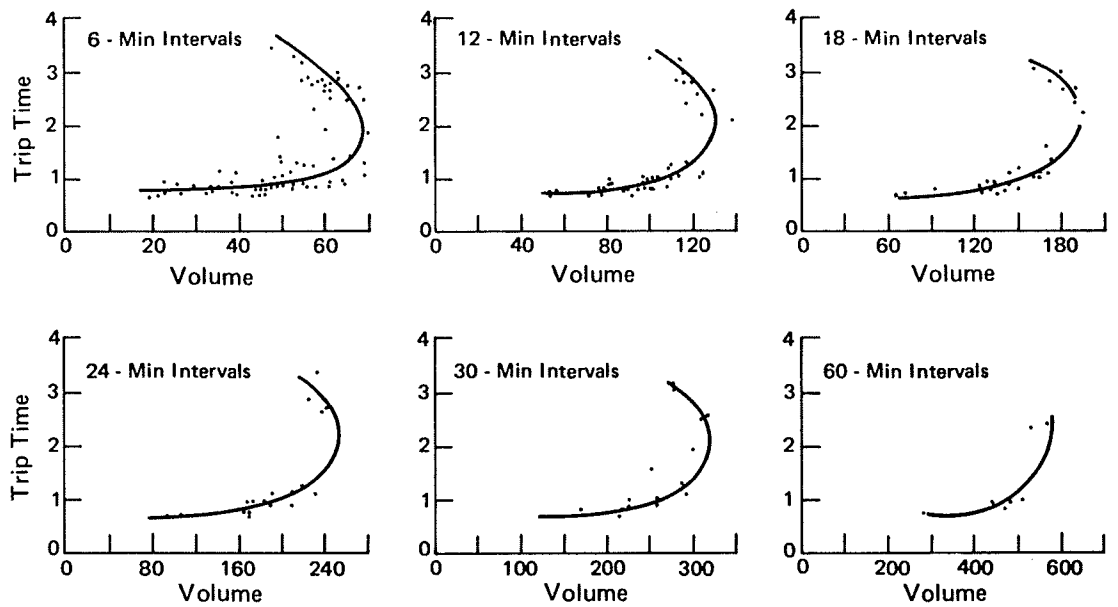 4
3
2
1
0
Trip Time
6 - Min Intervals
0 20 40 60
Volume
4
3
2
1
0
12 - Min Intervals
0 40 80 120
Volume
4
3
2
1
0
18 - Min Intervals
0 60 120 180
Volume
4
3
2
1
0
Trip Time
24 - Min Intervals
0 80 160 240
Volume
4
3
2
1
0
30 - Min Intervals
0 100 200 300
Volume
4
3
2
1
0
60 - Min Intervals
0 200 400 600
Volume